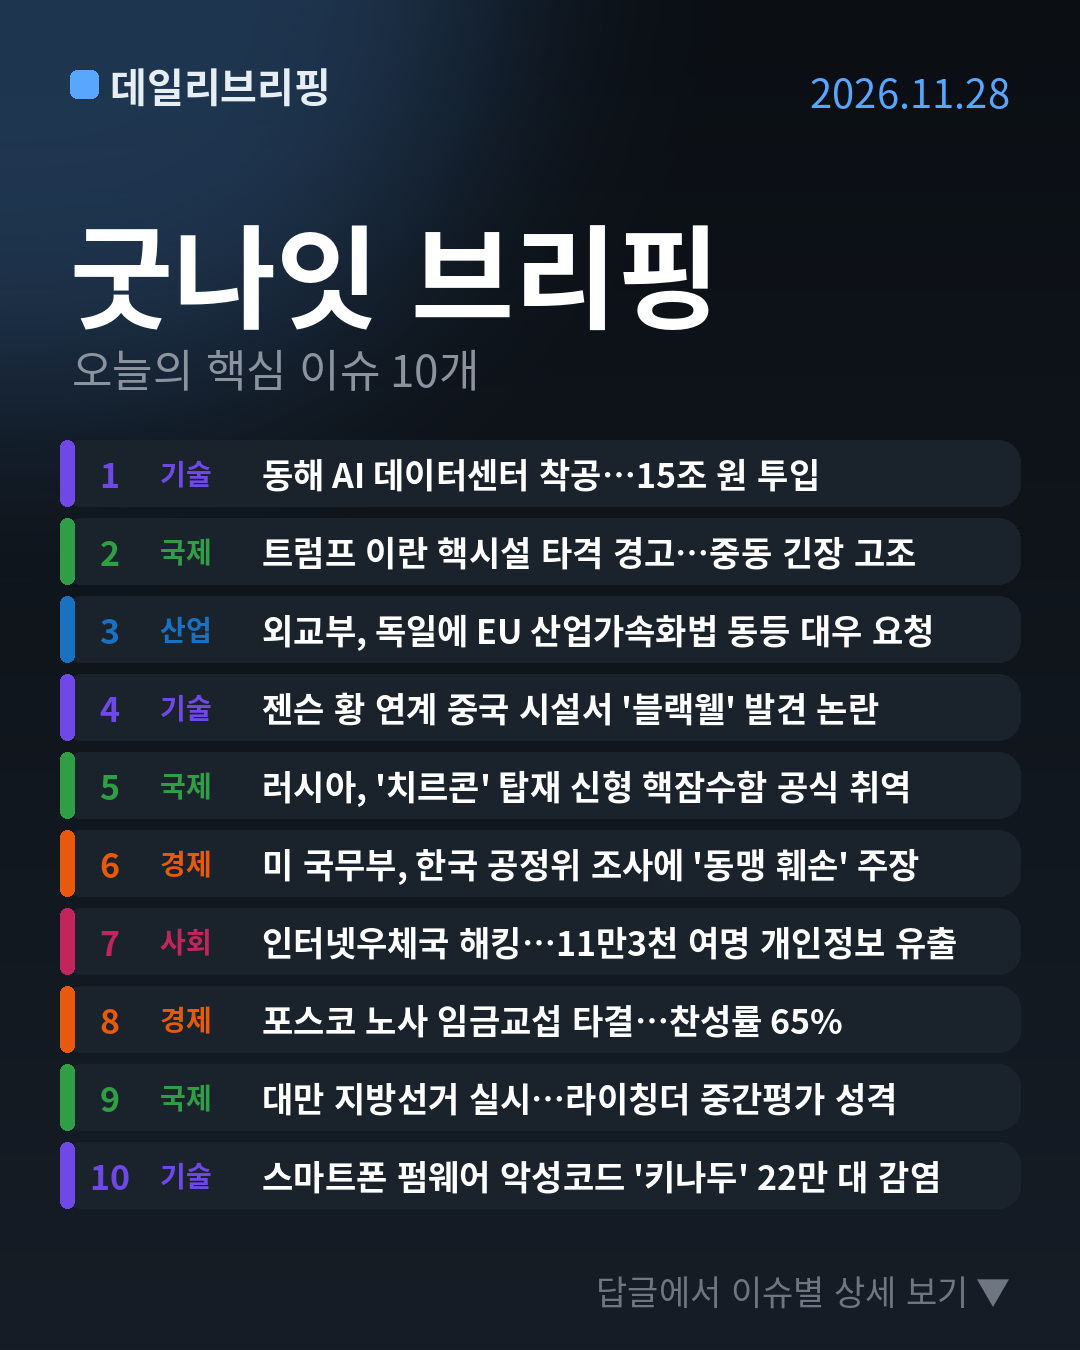 데일리브리핑
2026.11.28
굿나잇 브리핑
오늘의 핵심 이슈 10개
1 기술 동해 AI 데이터센터 착공…15조 원 투입
2 국제 트럼프 이란 핵시설 타격 경고…중동 긴장 고조
3 산업 외교부, 독일에 EU 산업가속화법 동등 대우 요청
4 기술 젠슨 황 연계 중국 시설서 '블랙웰' 발견 논란
5 국제 러시아, '치르콘' 탑재 신형 핵잠수함 공식 취역
6 경제 미 국무부, 한국 공정위 조사에 '동맹 훼손' 주장
7 사회 인터넷우체국 해킹…11만3천 여명 개인정보 유출
8 경제 포스코 노사 임금교섭 타결…찬성률 65%
9 국제 대만 지방선거 실시…라이칭더 중간평가 성격
10 기술 스마트폰 펌웨어 악성코드 '키나두' 22만 대 감염
답글에서 이슈별 상세 보기 ▼